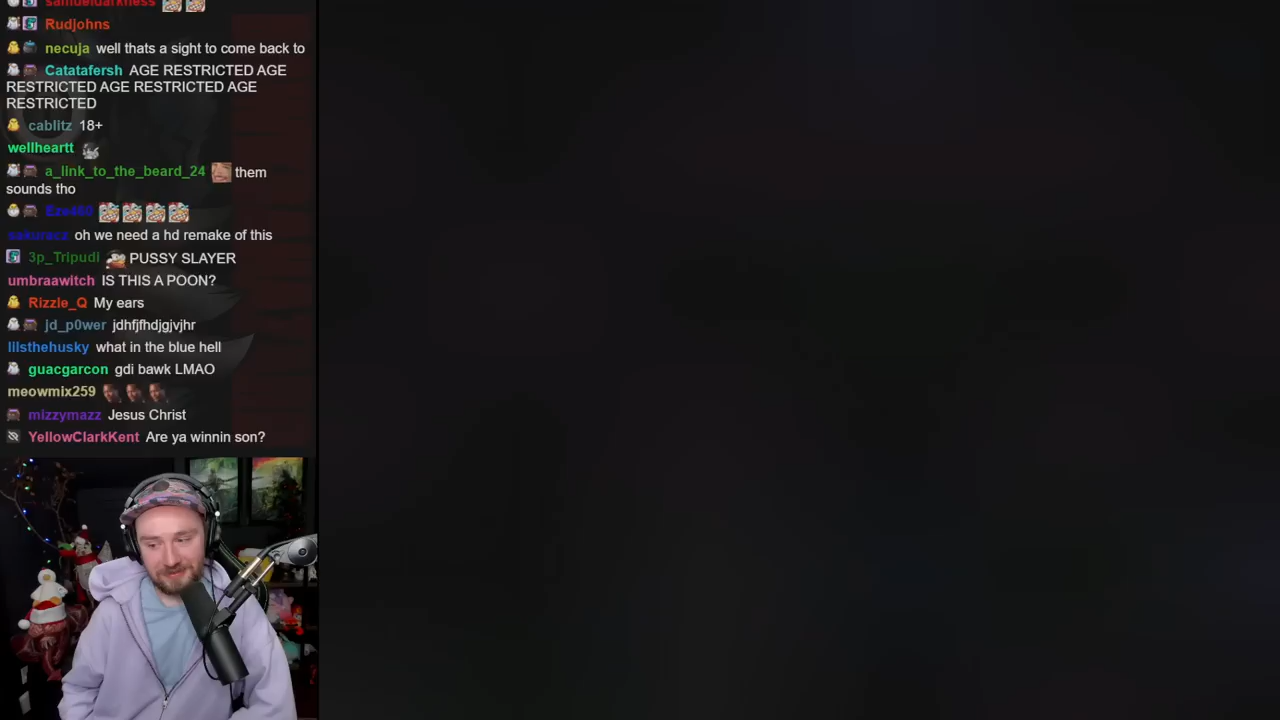 samueldarkness
Rudjohns
necuja well thats a sight to come back to
Catatafersh AGE RESTRICTED AGE
RESTRICTED AGE RESTRICTED AGE
RESTRICTED
cablitz 18+
wellheartt
a_link_to_the_beard_24 them
sounds tho
Eze460
sakuracz oh we need a hd remake of this
3p_Tripudi PUSSY SLAYER
umbraawitch IS THIS A POON?
Rizzle_Q My ears
jd_p0wer jdhfjfhdjgjvjhr
lllsthehusky what in the blue hell
guacgarcon gdi bawk LMAO
meowmix259
mizzymazz Jesus Christ
YellowClarkKent Are ya winnin son?